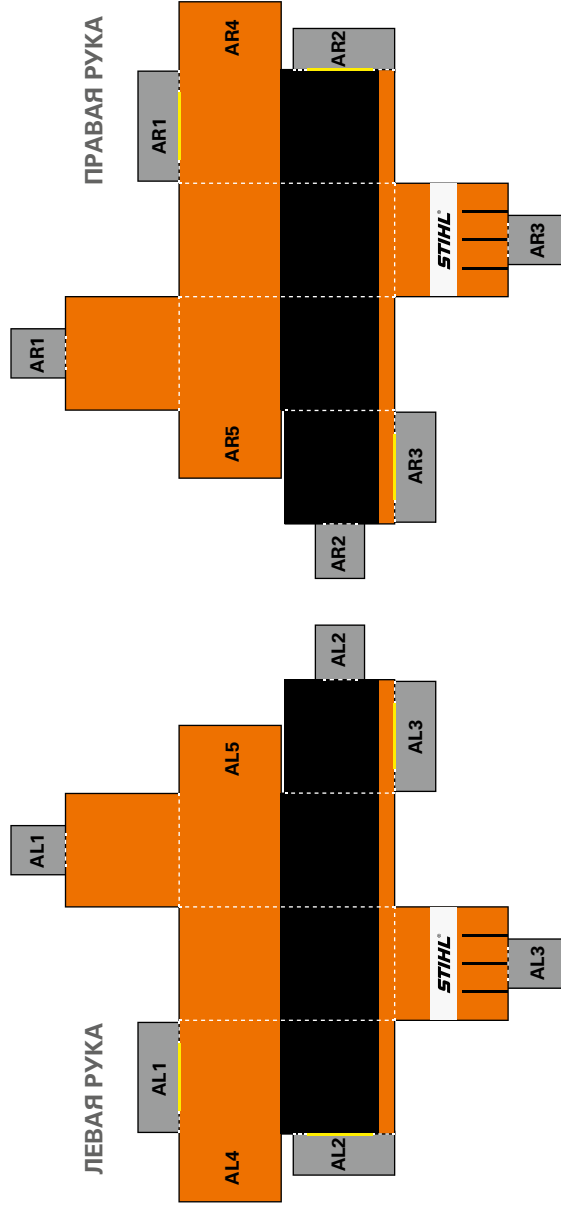 ПРАВАЯ РУКА
AR1
AR4
AR2
AR1
AR5
STIHL®
AR3
AR3
AR2
AL2
AL1
AL5
AL3
ЛЕВАЯ РУКА
AL1
AL4
AL2
STIHL®
AL3